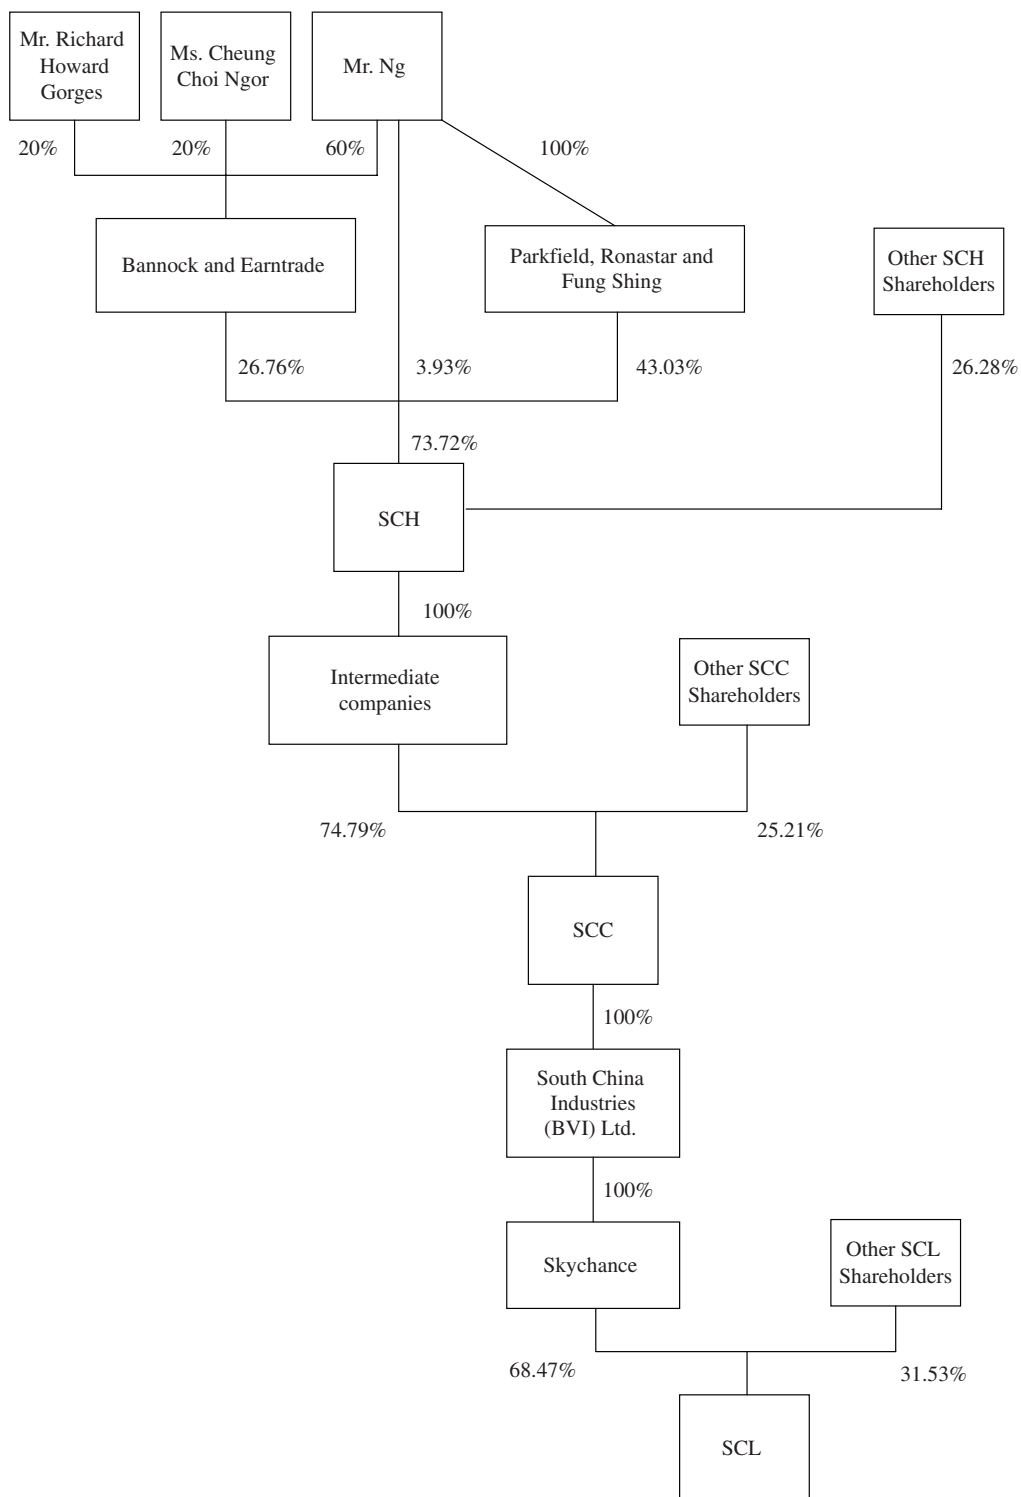 Mr. Richard
Howard
Gorges
Ms. Cheung
Choi Ngor
Mr. Ng
20%
20%
60%
100%
Bannock and Earntrade
Parkfield, Ronastar and
Fung Shing
Other SCH
Shareholders
26.76%
3.93%
43.03%
26.28%
73.72%
SCH
100%
Intermediate
companies
Other SCC
Shareholders
74.79%
25.21%
SCC
100%
South China
Industries
(BVI) Ltd.
100%
Skychance
Other SCL
Shareholders
68.47%
31.53%
SCL